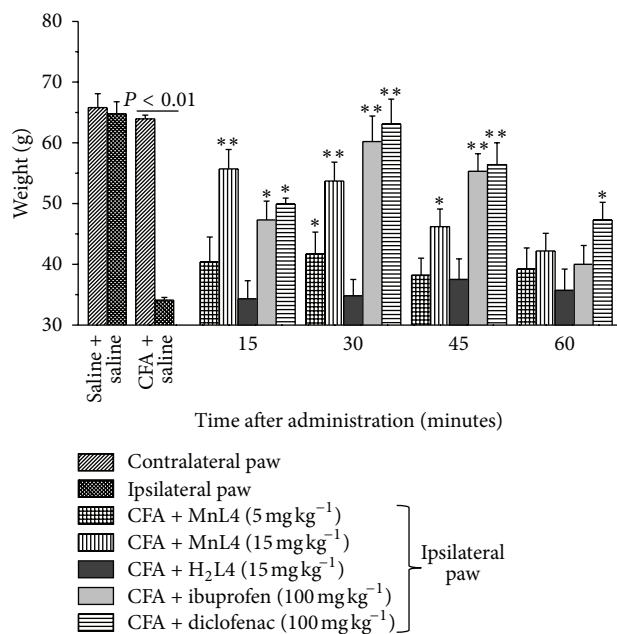 80
70
60
50
40
30
Weight (g)
P < 0.01
** * *
* ** ** **
* ** **
*
Saline + saline
CFA + saline
15 30 45 60
Time after administration (minutes)
Contralateral paw
Ipsilateral paw
CFA + MnL4 (5 mg kg⁻¹)
CFA + MnL4 (15 mg kg⁻¹)
CFA + H₂L4 (15 mg kg⁻¹)
CFA + ibuprofen (100 mg kg⁻¹)
CFA + diclofenac (100 mg kg⁻¹)
Ipsilateral
paw